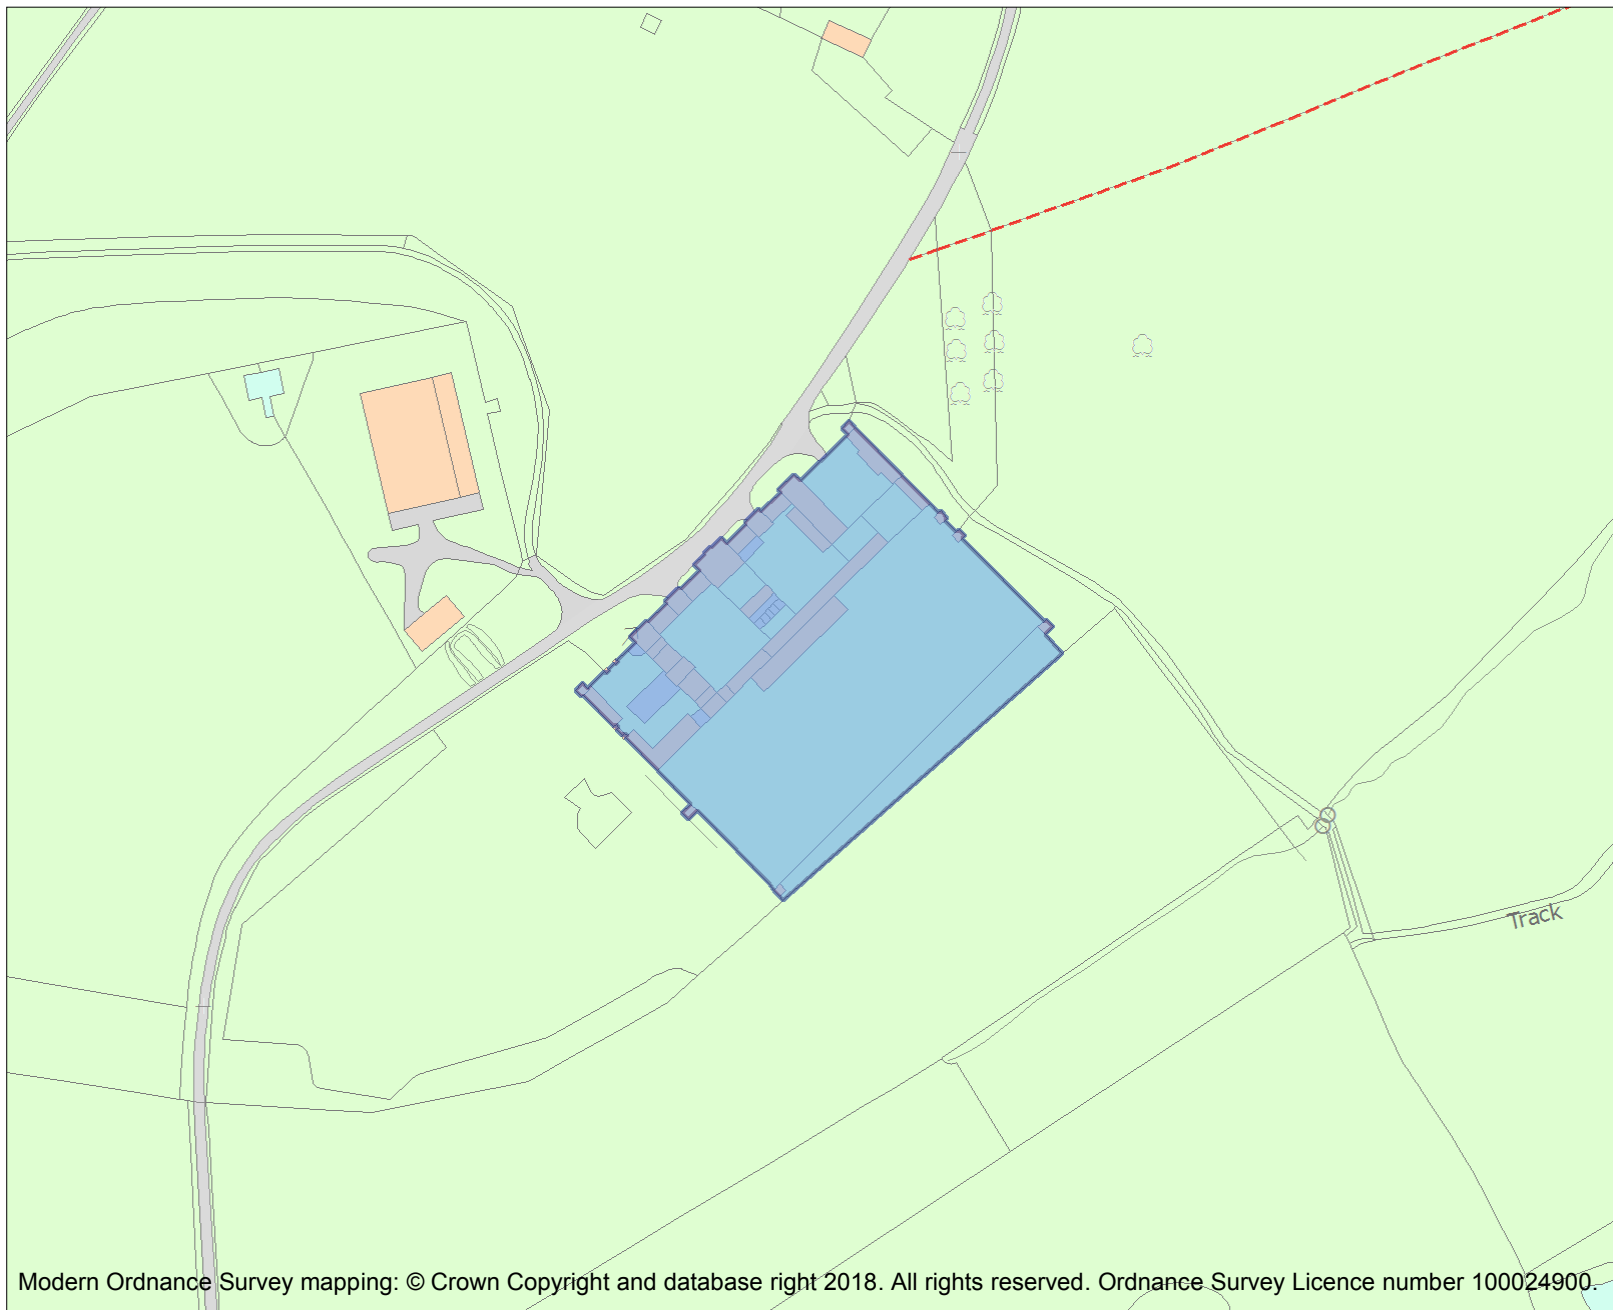 Track
Modern Ordnance Survey mapping: © Crown Copyright and database right 2018. All rights reserved. Ordnance Survey Licence number 100024900.